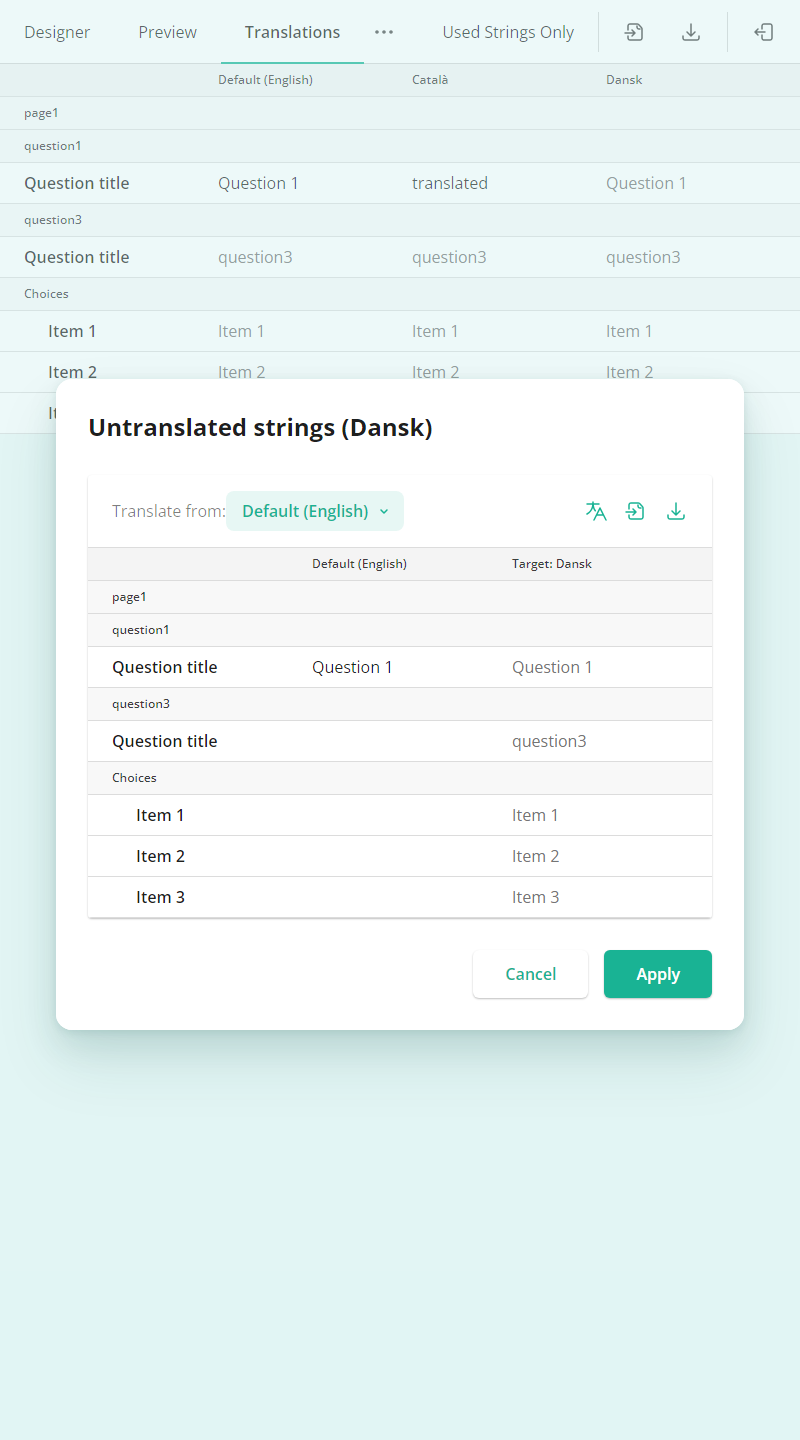 Designer Preview Translations Used Strings Only
Default (English) Català Dansk
page1
question1
Question title Question 1 translated Question 1
question3
Question title question3 question3 question3
Choices
Item 1 Item 1 Item 1 Item 1
Item 2 Item 2 Item 2 Item 2
Untranslated strings (Dansk)
Translate from: Default (English)
Default (English) Target: Dansk
page1
question1
Question title Question 1 Question 1
question3
Question title question3
Choices
Item 1 Item 1
Item 2 Item 2
Item 3 Item 3
Cancel Apply